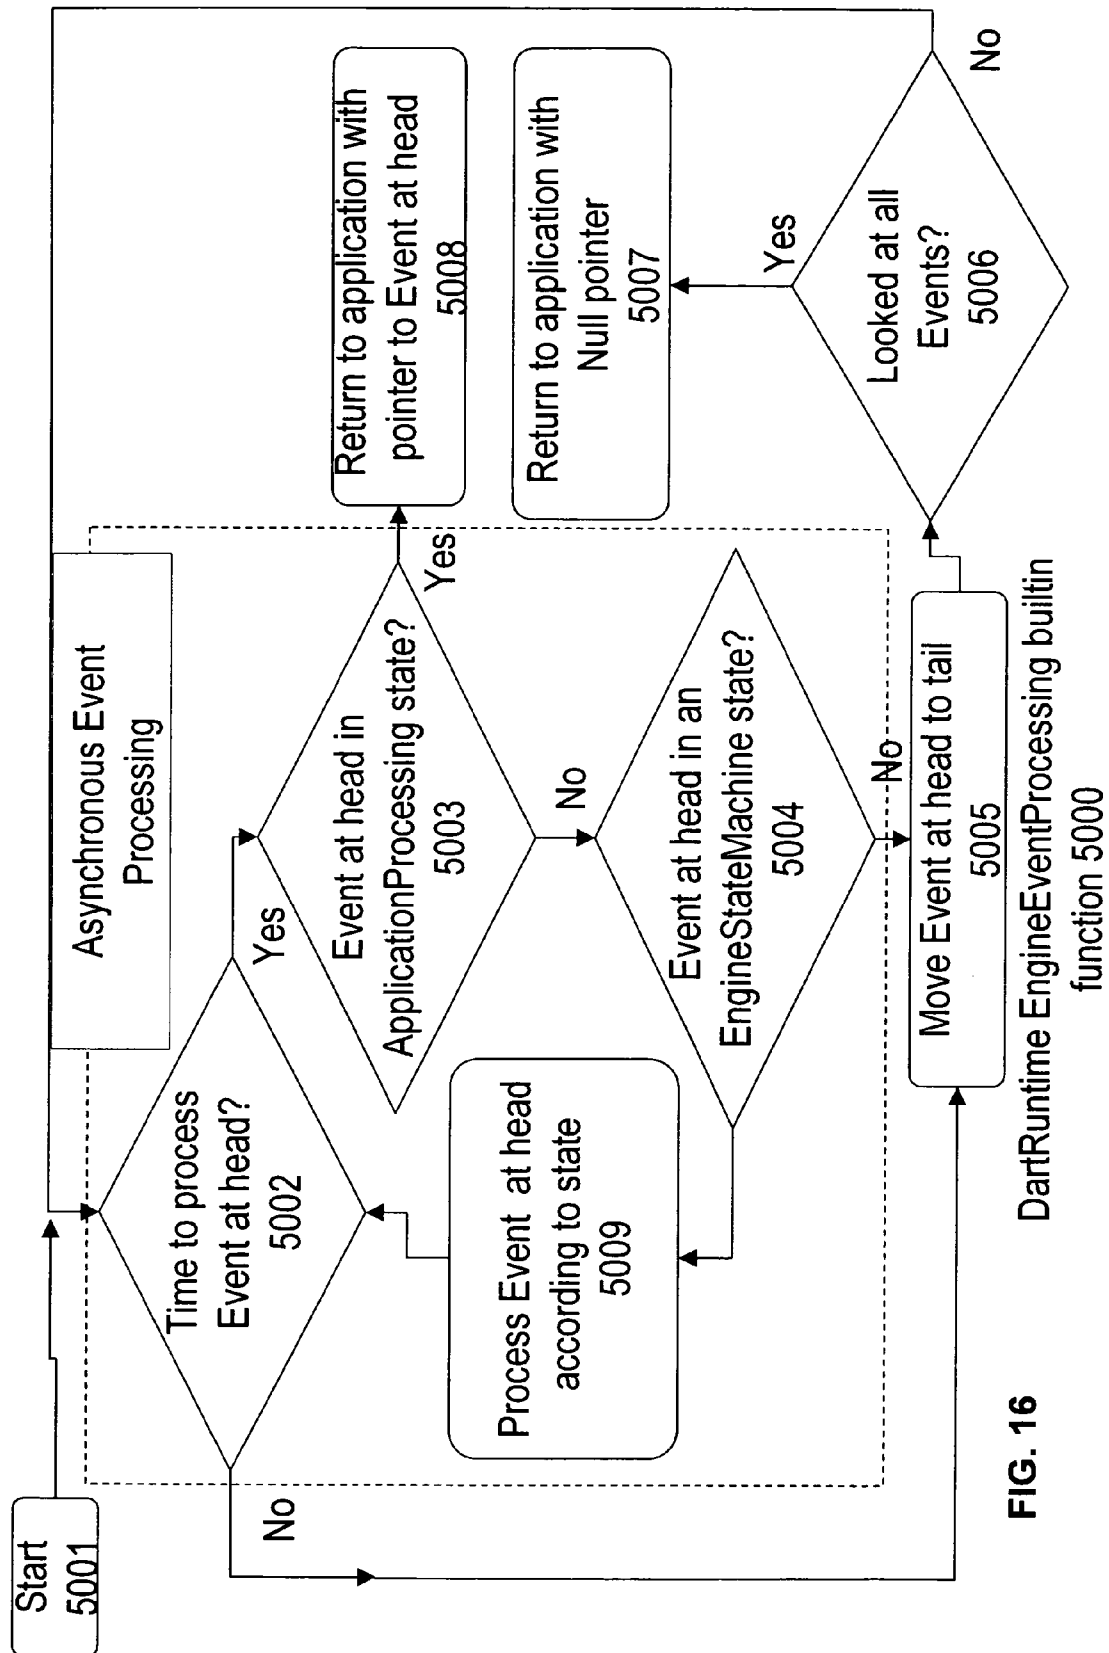 Start
5001
Asynchronous Event
Processing
Time to process
Event at head?
5002
Yes
No
Event at head in
ApplicationProcessing state?
5003
Yes
No
Return to application with
pointer to Event at head
5008
Event at head in an
EngineStateMachine state?
5004
No
Process Event at head
according to state
5009
Return to application with
Null pointer
5007
Move Event at head to tail
5005
Looked at all
Events?
5006
Yes
No
DartRuntime EngineEventProcessing builtin
function 5000
FIG. 16